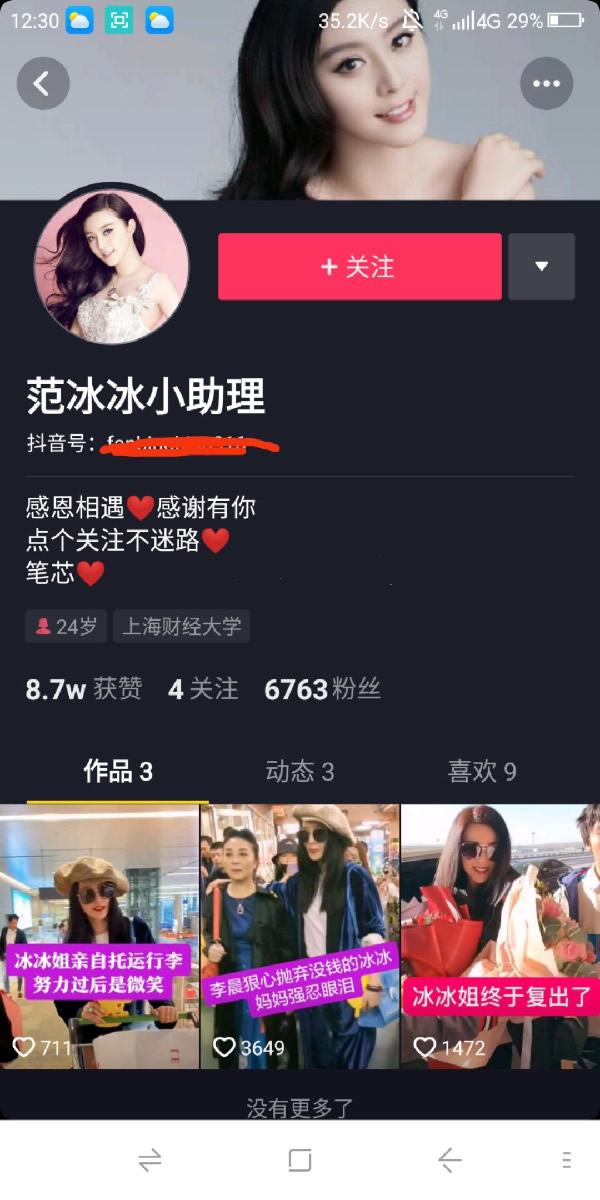 12:30 35.2K/s 4G 4G 29%
+ 关注
范冰冰小助理
抖音号:
感恩相遇❤️感谢有你
点个关注不迷路❤️
笔芯❤️
24岁 上海财经大学
8.7w 获赞 4 关注 6763 粉丝
作品 3 动态 3 喜欢 9
冰冰姐亲自托运行李
努力过后是微笑
711
李晨狠心抛弃没钱的冰冰
妈妈强忍眼泪
3649
冰冰姐终于复出了
1472
没有更多了